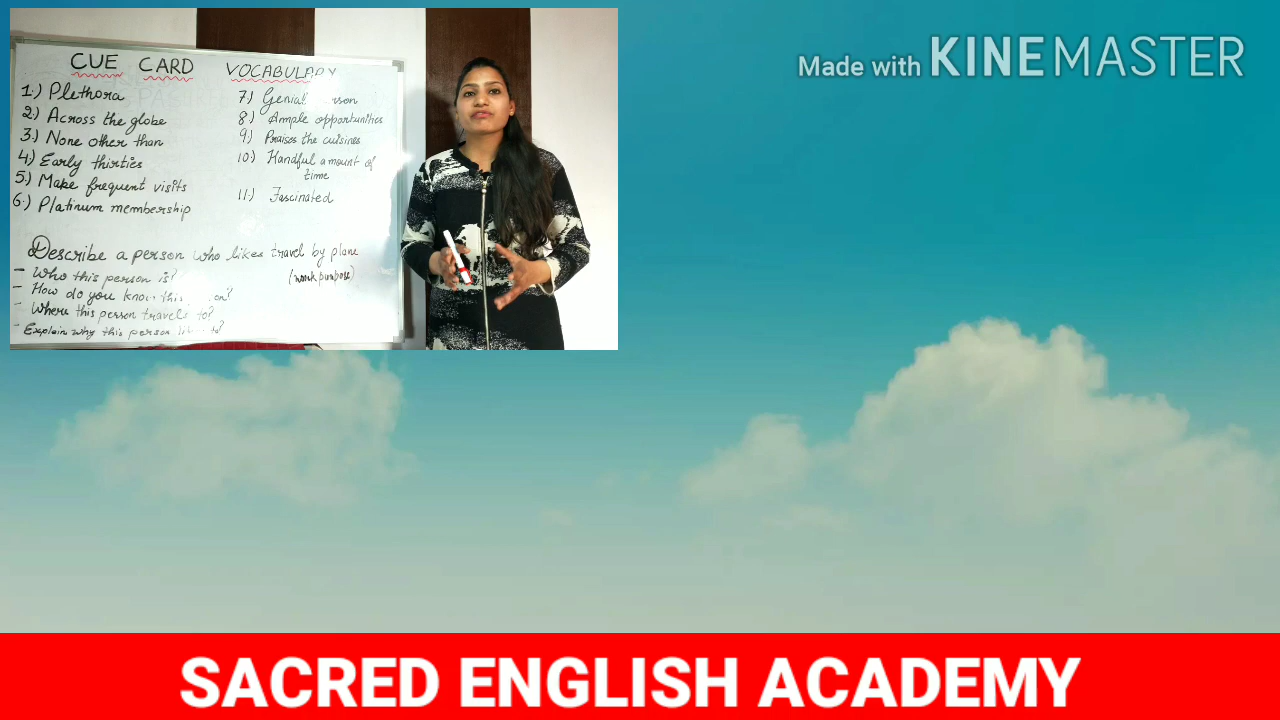 CUE CARD VOCABULARY
1.) Plethora
2.) Across the globe
3.) None other than
4.) Early thirties
5.) Make frequent visits
6.) Platinum membership
7.) Genial
8.) Ample opportunities
9.) Praises the cuisines
10.) Handful amount of
time
11.) Fascinated
Describe a person who likes travel by plane
- Who this person is?
- How do you know this
- Where this person travels to?
- Explain why this person
Made with KINEMASTER
SACRED ENGLISH ACADEMY